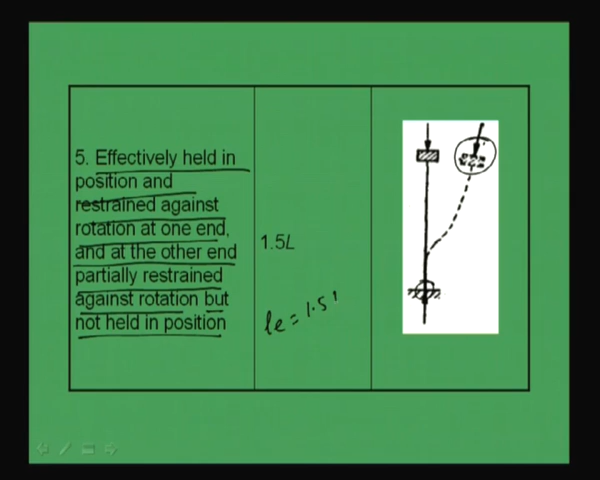 5. Effectively held in
position and
restrained against
rotation at one end,
and at the other end
partially restrained
against rotation but
not held in position
1.5L
le = 1.5